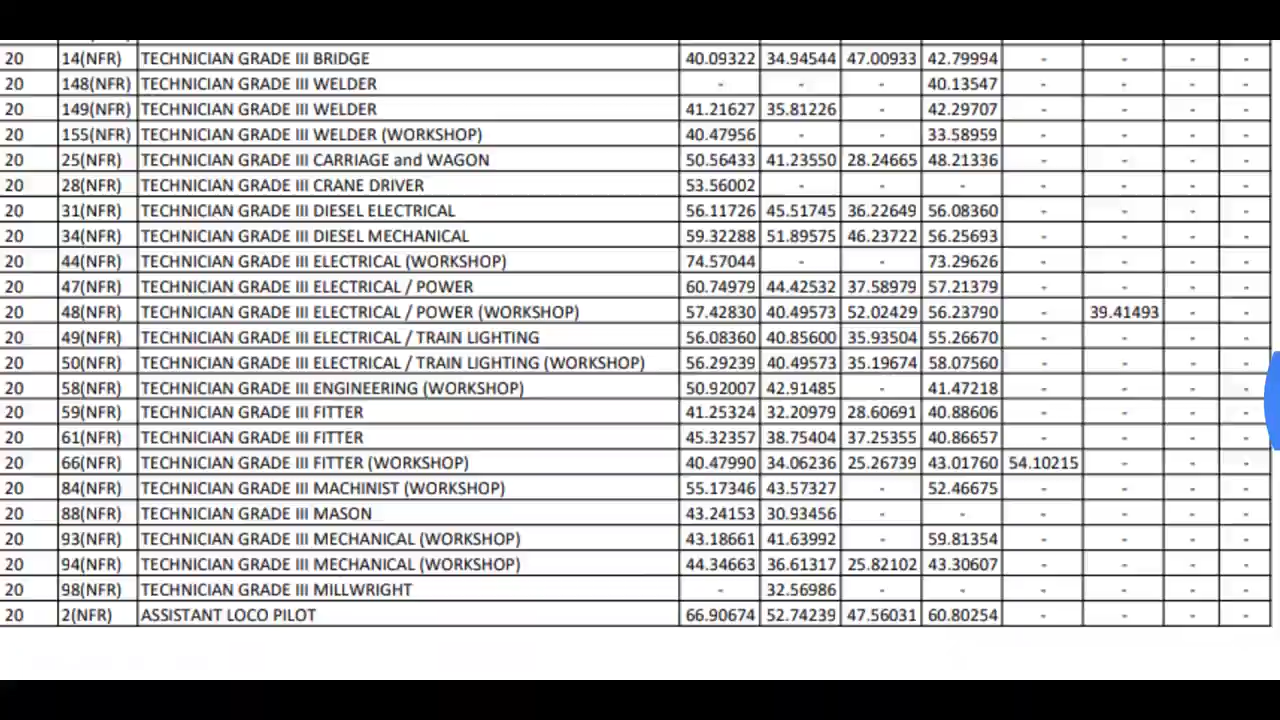 20 14(NFR) TECHNICIAN GRADE III BRIDGE 40.09322 34.94544 47.00933 42.79994 - - - -
20 148(NFR) TECHNICIAN GRADE III WELDER - - - 40.13547 - - - -
20 149(NFR) TECHNICIAN GRADE III WELDER 41.21627 35.81226 - 42.29707 - - - -
20 155(NFR) TECHNICIAN GRADE III WELDER (WORKSHOP) 40.47956 - - 33.58959 - - - -
20 25(NFR) TECHNICIAN GRADE III CARRIAGE and WAGON 50.56433 41.23550 28.24665 48.21336 - - - -
20 28(NFR) TECHNICIAN GRADE III CRANE DRIVER 53.56002 - - - - - - -
20 31(NFR) TECHNICIAN GRADE III DIESEL ELECTRICAL 56.11726 45.51745 36.22649 56.08360 - - - -
20 34(NFR) TECHNICIAN GRADE III DIESEL MECHANICAL 59.32288 51.89575 46.23722 56.25693 - - - -
20 44(NFR) TECHNICIAN GRADE III ELECTRICAL (WORKSHOP) 74.57044 - - 73.29626 - - - -
20 47(NFR) TECHNICIAN GRADE III ELECTRICAL / POWER 60.74979 44.42532 37.58979 57.21379 - - - -
20 48(NFR) TECHNICIAN GRADE III ELECTRICAL / POWER (WORKSHOP) 57.42830 40.49573 52.02429 56.23790 - 39.41493 - -
20 49(NFR) TECHNICIAN GRADE III ELECTRICAL / TRAIN LIGHTING 56.08360 40.85600 35.93504 55.26670 - - - -
20 50(NFR) TECHNICIAN GRADE III ELECTRICAL / TRAIN LIGHTING (WORKSHOP) 56.29239 40.49573 35.19674 58.07560 - - - -
20 58(NFR) TECHNICIAN GRADE III ENGINEERING (WORKSHOP) 50.92007 42.91485 - 41.47218 - - - -
20 59(NFR) TECHNICIAN GRADE III FITTER 41.25324 32.20979 28.60691 40.88606 - - - -
20 61(NFR) TECHNICIAN GRADE III FITTER 45.32357 38.75404 37.25355 40.86657 - - - -
20 66(NFR) TECHNICIAN GRADE III FITTER (WORKSHOP) 40.47990 34.06236 25.26739 43.01760 54.10215 - - -
20 84(NFR) TECHNICIAN GRADE III MACHINIST (WORKSHOP) 55.17346 43.57327 - 52.46675 - - - -
20 88(NFR) TECHNICIAN GRADE III MASON 43.24153 30.93456 - - - - - -
20 93(NFR) TECHNICIAN GRADE III MECHANICAL (WORKSHOP) 43.18661 41.63992 - 59.81354 - - - -
20 94(NFR) TECHNICIAN GRADE III MECHANICAL (WORKSHOP) 44.34663 36.61317 25.82102 43.30607 - - - -
20 98(NFR) TECHNICIAN GRADE III MILLWRIGHT - 32.56986 - - - - - -
20 2(NFR) ASSISTANT LOCO PILOT 66.90674 52.74239 47.56031 60.80254 - - - -